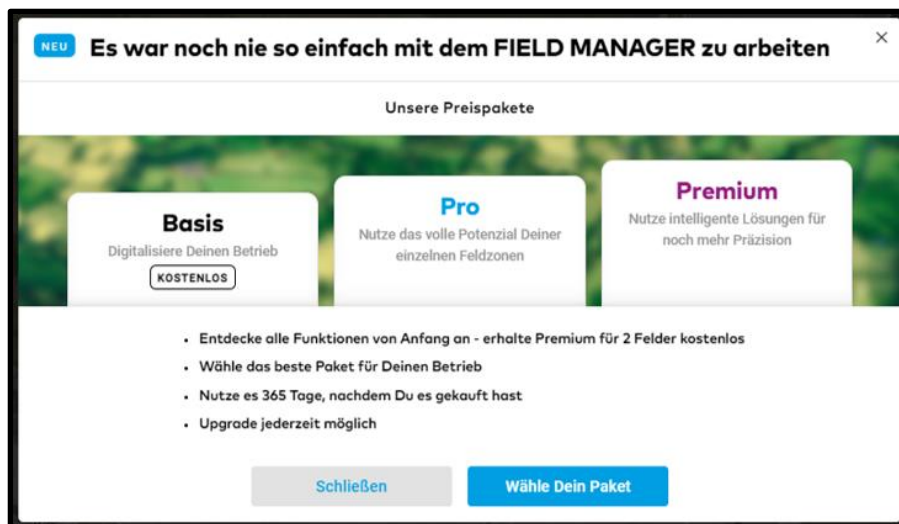 NEU Es war noch nie so einfach mit dem FIELD MANAGER zu arbeiten
Unsere Preispakete
Basis
Digitalisiere Deinen Betrieb
KOSTENLOS
Pro
Nutze das volle Potenzial Deiner
einzelnen Feldzonen
Premium
Nutze intelligente Lösungen für
noch mehr Präzision
• Entdecke alle Funktionen von Anfang an - erhalte Premium für 2 Felder kostenlos
• Wähle das beste Paket für Deinen Betrieb
• Nutze es 365 Tage, nachdem Du es gekauft hast
• Upgrade jederzeit möglich
Schließen
Wähle Dein Paket